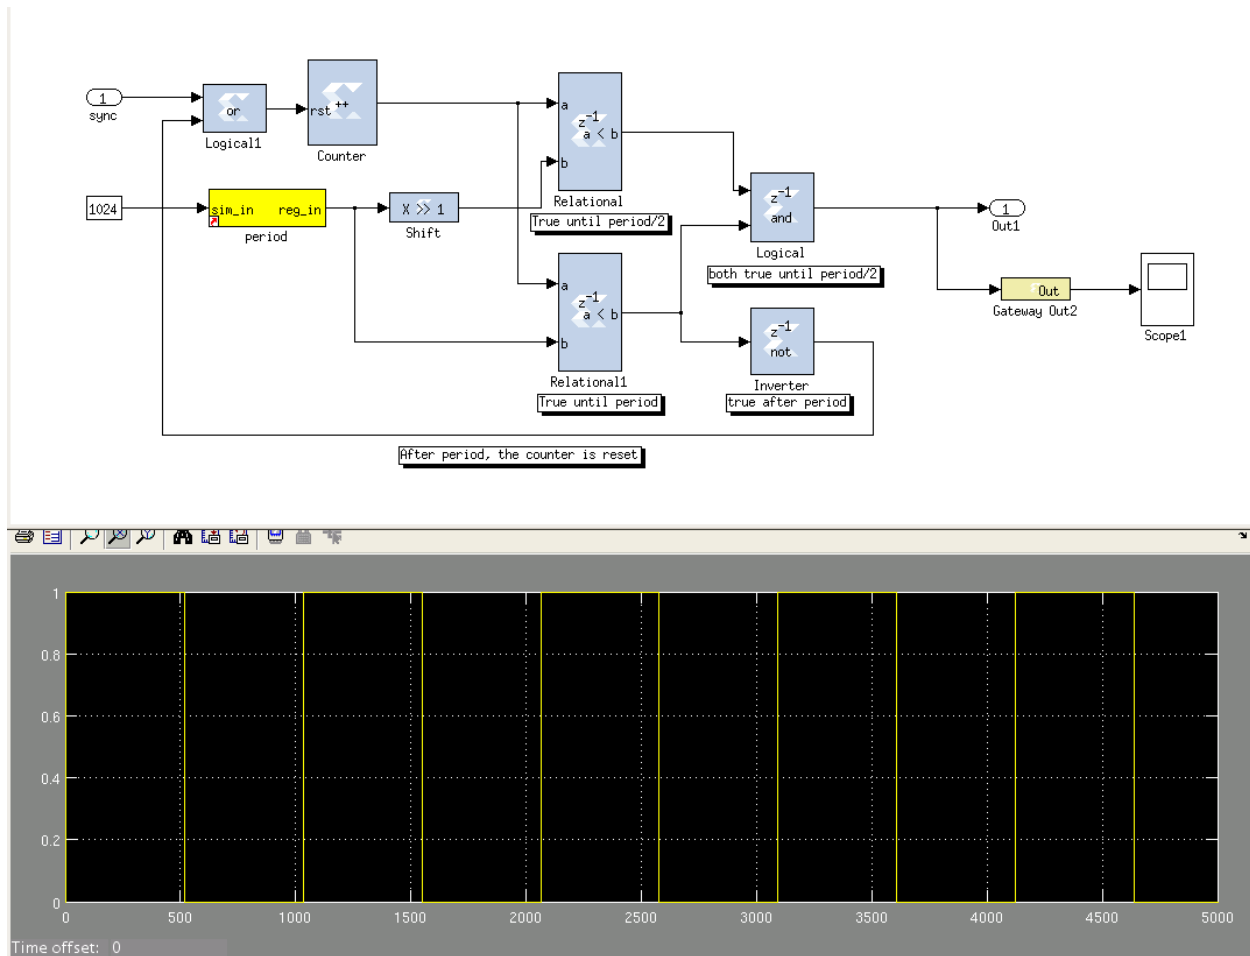 1
sync
or
Logical1
rst ++
Counter
a
z-1
a < b
b
Relational
True until period/2
1024
sim_in reg_in
period
X >> 1
Shift
z-1
and
Logical
both true until period/2
1
Out1
Out
Gateway Out2
Scope1
a
z-1
a < b
b
Relational1
True until period
z-1
not
Inverter
true after period
After period, the counter is reset
1
0.8
0.6
0.4
0.2
0
0 500 1000 1500 2000 2500 3000 3500 4000 4500 5000
Time offset: 0